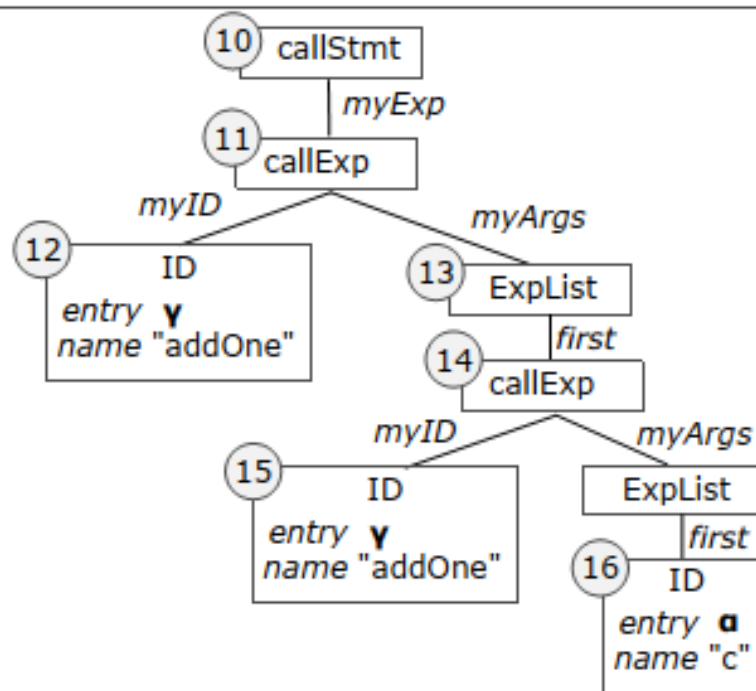 10
callStmt
myExp
11
callExp
myID
myArgs
12
ID
entry γ
name "addOne"
13
ExpList
first
14
callExp
myID
myArgs
15
ID
entry γ
name "addOne"
ExpList
first
16
ID
entry α
name "c"